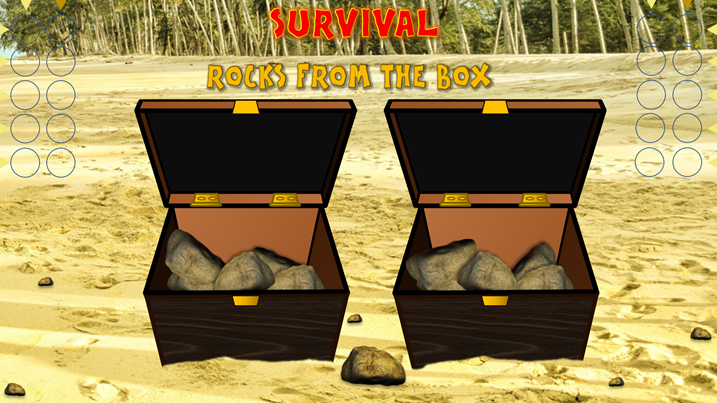 SURVIVAL
ROCKS FROM THE BOX